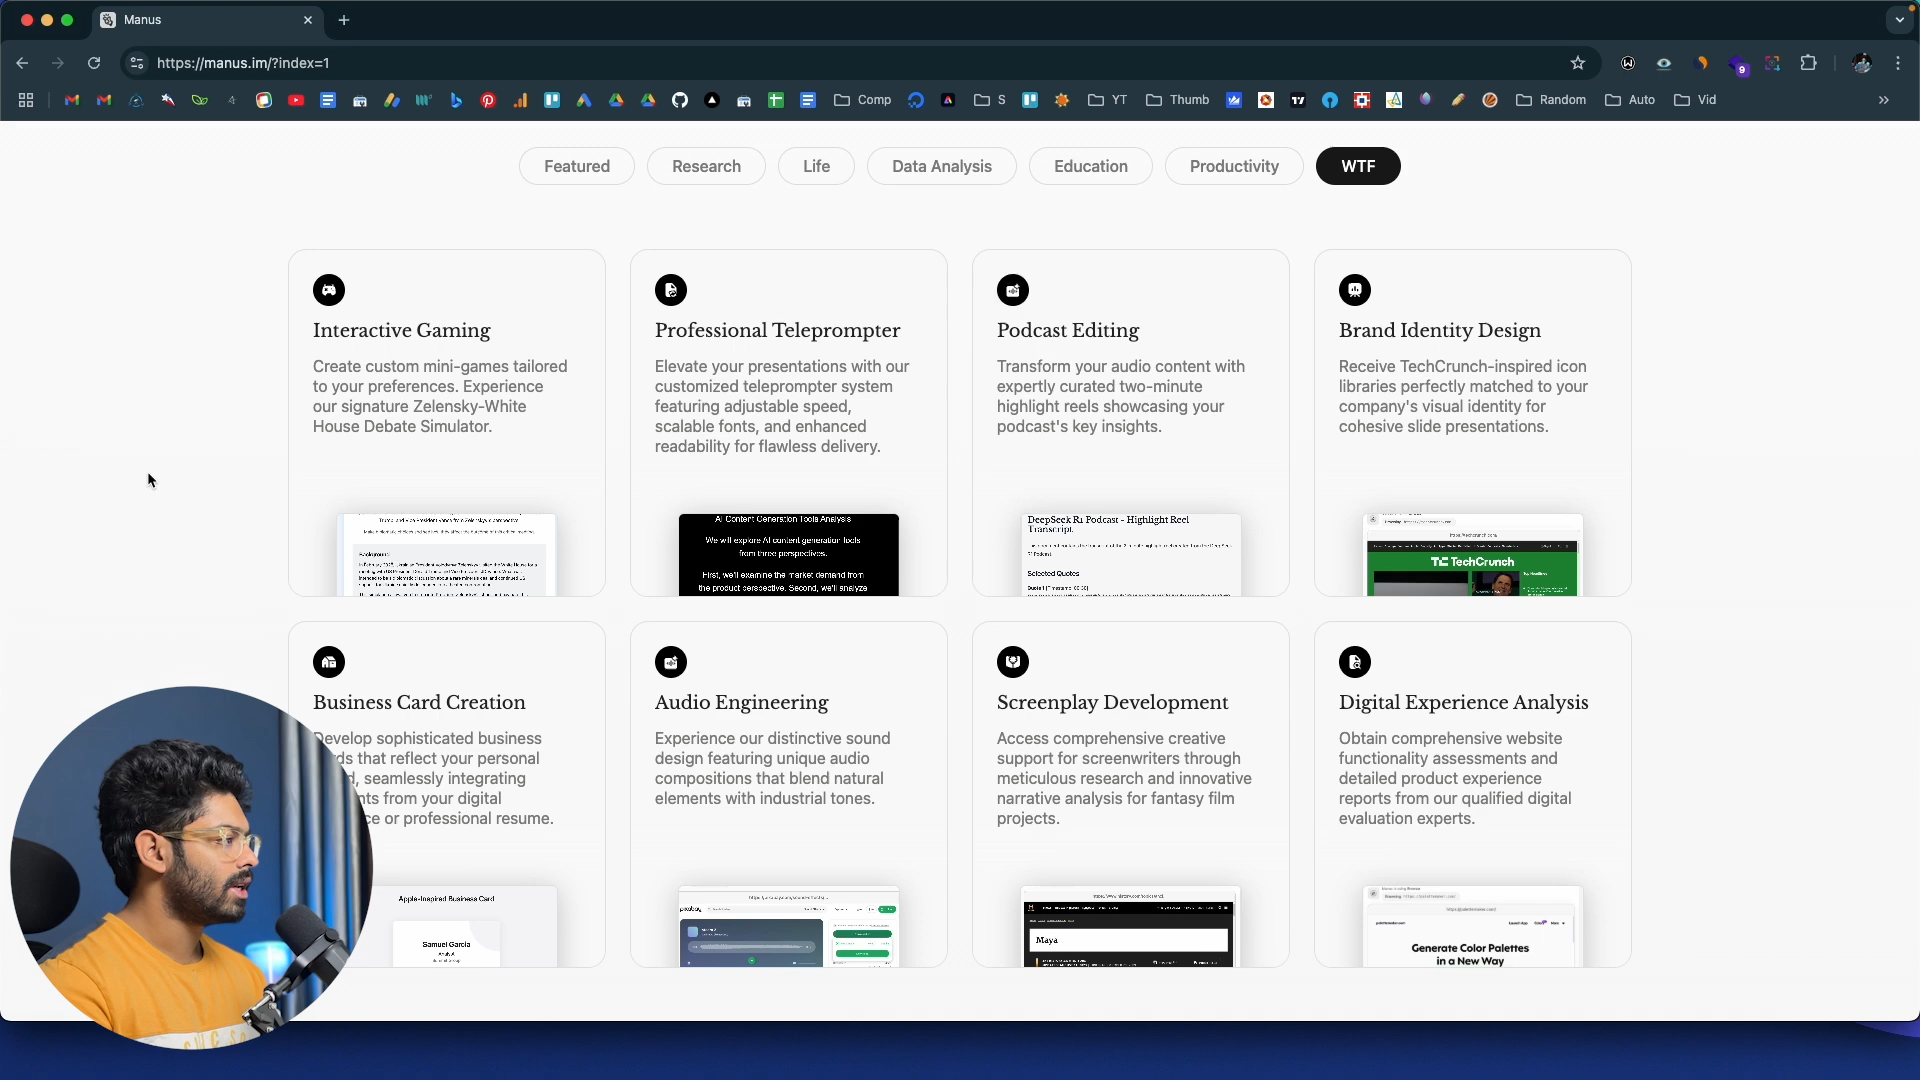 Manus
https://manus.im/?index=1
9
Comp
S
YT
Thumb
Random
Auto
Vid
Featured
Research
Life
Data Analysis
Education
Productivity
WTF
Interactive Gaming
Create custom mini-games tailored
to your preferences. Experience
our signature Zelensky-White
House Debate Simulator.
Professional Teleprompter
Elevate your presentations with our
customized teleprompter system
featuring adjustable speed,
scalable fonts, and enhanced
readability for flawless delivery.
AI Content Generation Tools Analysis
We will explore AI content generation tools
from three perspectives.
First, we'll examine the market demand from
the product perspective. Second, we'll analyze
Podcast Editing
Transform your audio content with
expertly curated two-minute
highlight reels showcasing your
podcast's key insights.
DeepSeek R1 Podcast - Highlight Reel
Transcript
Selected Quotes
Brand Identity Design
Receive TechCrunch-inspired icon
libraries perfectly matched to your
company's visual identity for
cohesive slide presentations.
TechCrunch
Business Card Creation
Develop sophisticated business
that reflect your personal
seamlessly integrating
from your digital
or professional resume.
Apple-Inspired Business Card
Samuel Garcia
Analyst
Audio Engineering
Experience our distinctive sound
design featuring unique audio
compositions that blend natural
elements with industrial tones.
pixabay
Screenplay Development
Access comprehensive creative
support for screenwriters through
meticulous research and innovative
narrative analysis for fantasy film
projects.
Maya
Digital Experience Analysis
Obtain comprehensive website
functionality assessments and
detailed product experience
reports from our qualified digital
evaluation experts.
Generate Color Palettes
in a New Way